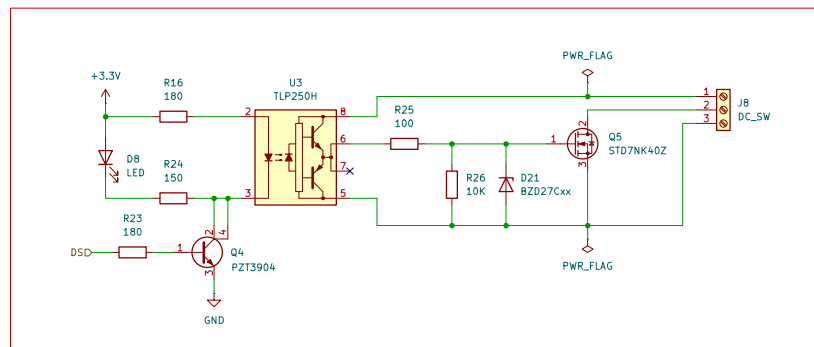 PWR_FLAG
+3.3V
R16
180
U3
TLP250H
2
8
R25
100
1
2
3
J8
DC_SW
D8
LED
6
1
2
3
Q5
STD7NK40Z
R24
150
7
3
5
R26
10K
D21
BZD27Cxx
R23
180
DS
1
2
4
3
Q4
PZT3904
PWR_FLAG
GND